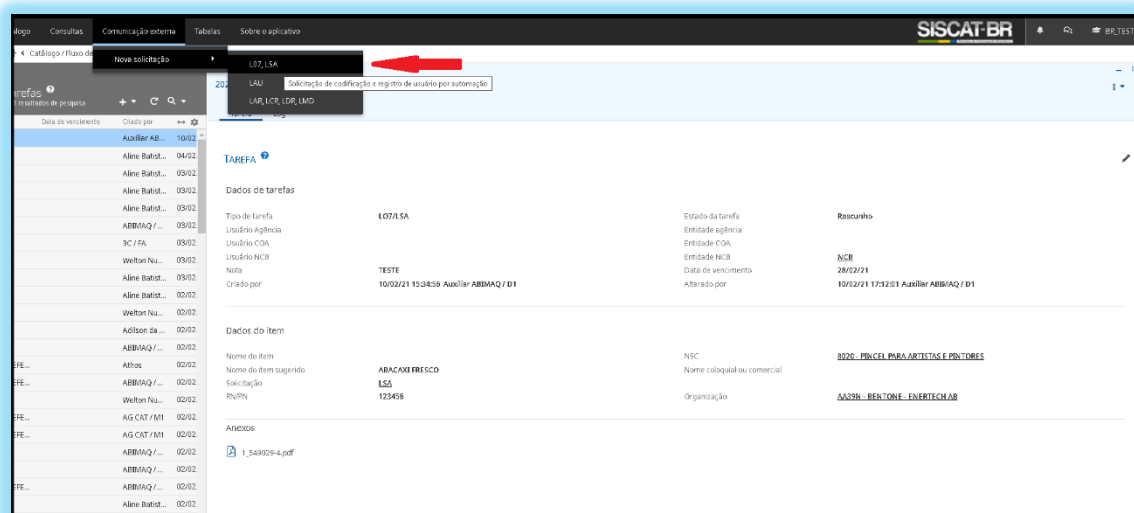 álogo Consultas Comunicação externa Tabelas Sobre o aplicativo SISCAT-BR BR_TEST
Catálogo / Fluxo de
Nova solicitação
L07, LSA
LAU Solicitação de codificação e registro de usuário por automação
LAR, LCR, LDR, LMD
arefas
resultados de pesquisa
202
Data de vencimento Criado por
Tarefa Log
Auxiliar AB... 10/02
Aline Batist... 04/02
Aline Batist... 03/02
Aline Batist... 03/02
Aline Batist... 03/02
ABIMAQ / ... 03/02
3C / FA 03/02
Welton Nu... 03/02
Aline Batist... 03/02
Aline Batist... 02/02
Welton Nu... 02/02
Adilson da ... 02/02
ABIMAQ / ... 02/02
EFE... Athos 02/02
EFE... ABIMAQ / ... 02/02
Welton Nu... 02/02
EFE... AG CAT / M1 02/02
EFE... AG CAT / M1 02/02
ABIMAQ / ... 02/02
ABIMAQ / ... 02/02
EFE... ABIMAQ / ... 02/02
Aline Batist... 02/02
TAREFA
Dados de tarefas
Tipo de tarefa L07/LSA Estado da tarefa Rascunho
Usuário Agência Entidade agência
Usuário COA Entidade COA
Usuário NCB Entidade NCB NCB
Nota TESTE Data de vencimento 28/02/21
Criado por 10/02/21 15:34:56 Auxiliar ABIMAQ / D1 Alterado por 10/02/21 17:12:01 Auxiliar ABIMAQ / D1
Dados do item
Nome do item NSC 8020 - PINCEL PARA ARTISTAS E PINTORES
Nome do item sugerido ABACAXI FRESCO Nome coloquial ou comercial
Solicitação LSA
RN/PN 123456 Organização AA39N - BENTONE - ENERTECH AB
Anexos
1_549029-4.pdf